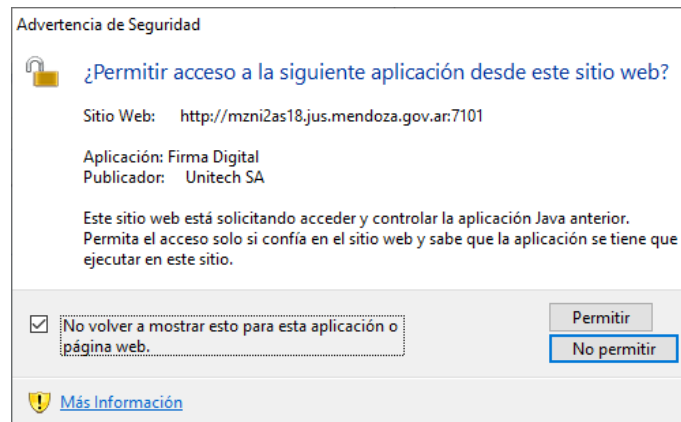 Advertencia de Seguridad
¿Permitir acceso a la siguiente aplicación desde este sitio web?
Sitio Web: http://mzni2as18.jus.mendoza.gov.ar:7101
Aplicación: Firma Digital
Publicador: Unitech SA
Este sitio web está solicitando acceder y controlar la aplicación Java anterior.
Permita el acceso solo si confía en el sitio web y sabe que la aplicación se tiene que
ejecutar en este sitio.
No volver a mostrar esto para esta aplicación o
página web.
Permitir
No permitir
Más Información